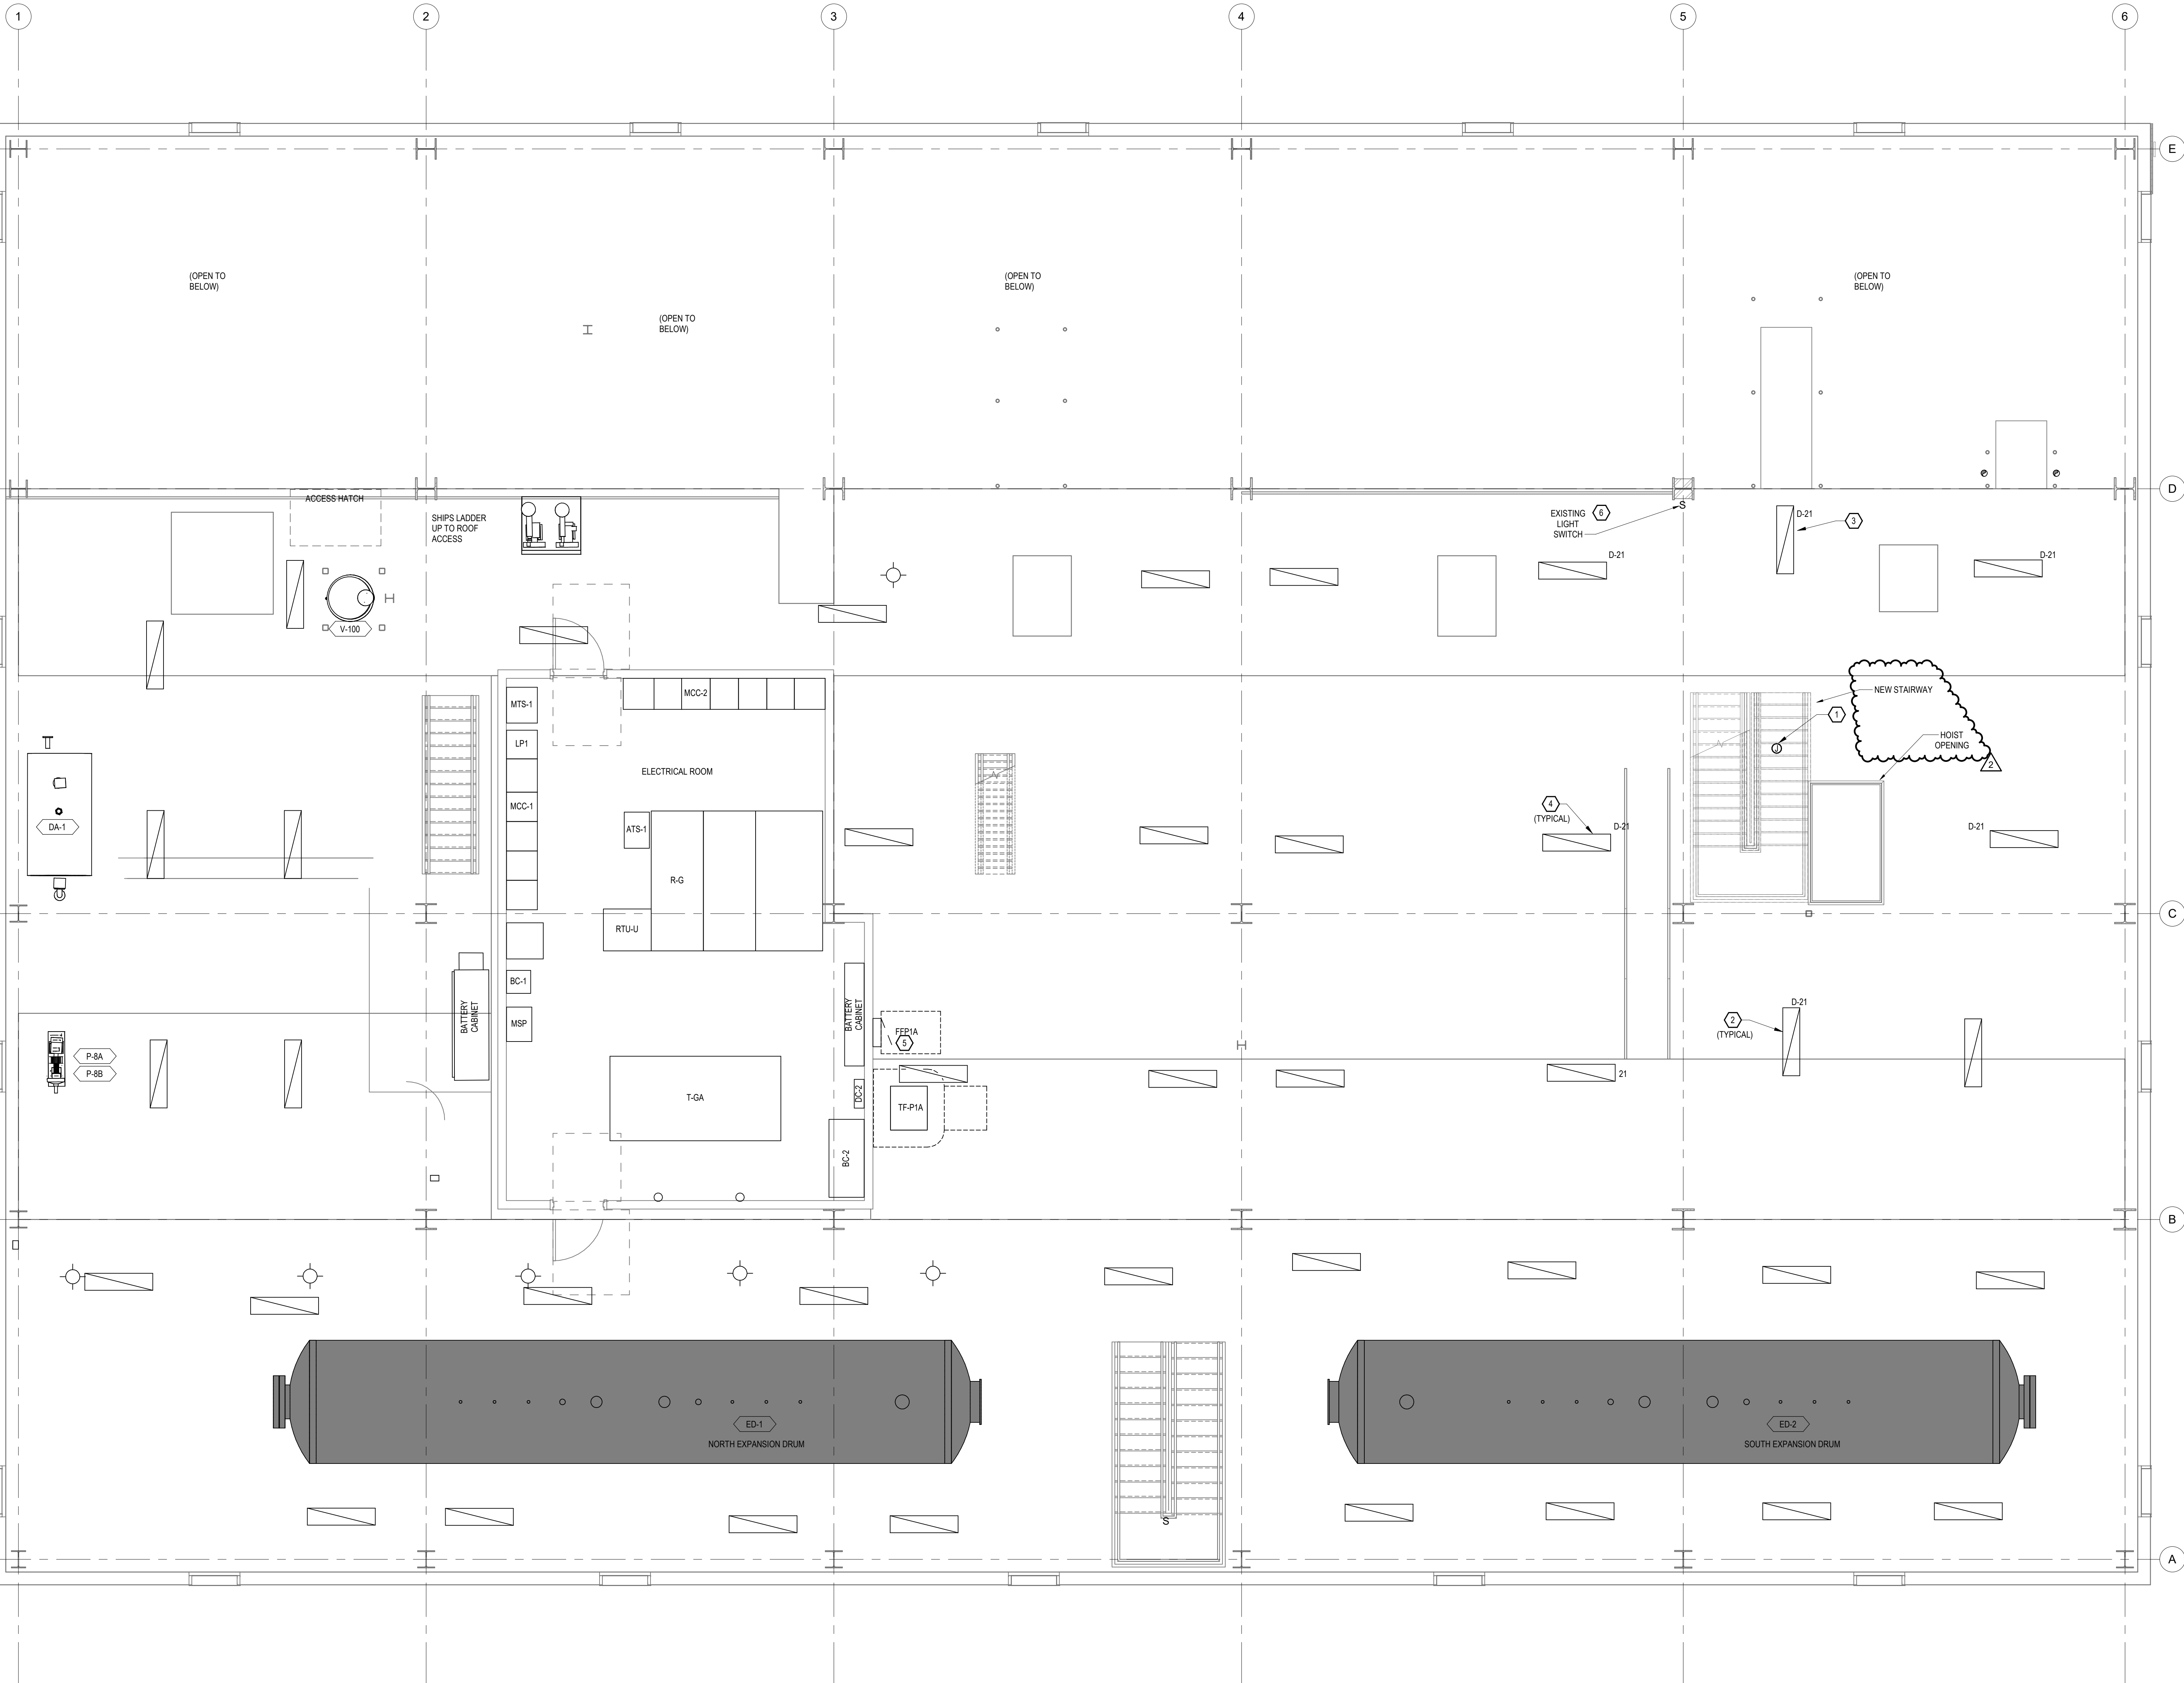 1
2
3
4
5
6
E
(OPEN TO
BELOW)
(OPEN TO
BELOW)
(OPEN TO
BELOW)
(OPEN TO
BELOW)
D
ACCESS HATCH
SHIPS LADDER
UP TO ROOF
ACCESS
EXISTING
LIGHT
SWITCH
6
S
D-21
3
D-21
D-21
V-100
MTS-1
MCC-2
LP1
ELECTRICAL ROOM
MCC-1
ATS-1
R-G
RTU-U
DA-1
NEW STAIRWAY
1
J
HOIST
OPENING
2
4
(TYPICAL)
D-21
D-21
C
BATTERY
CABINET
BC-1
MSP
BATTERY
CABINET
FFP1A
5
D-21
2
(TYPICAL)
P-8A
P-8B
T-GA
DC-2
TF-P1A
21
BC-2
B
ED-1
NORTH EXPANSION DRUM
ED-2
SOUTH EXPANSION DRUM
S
A